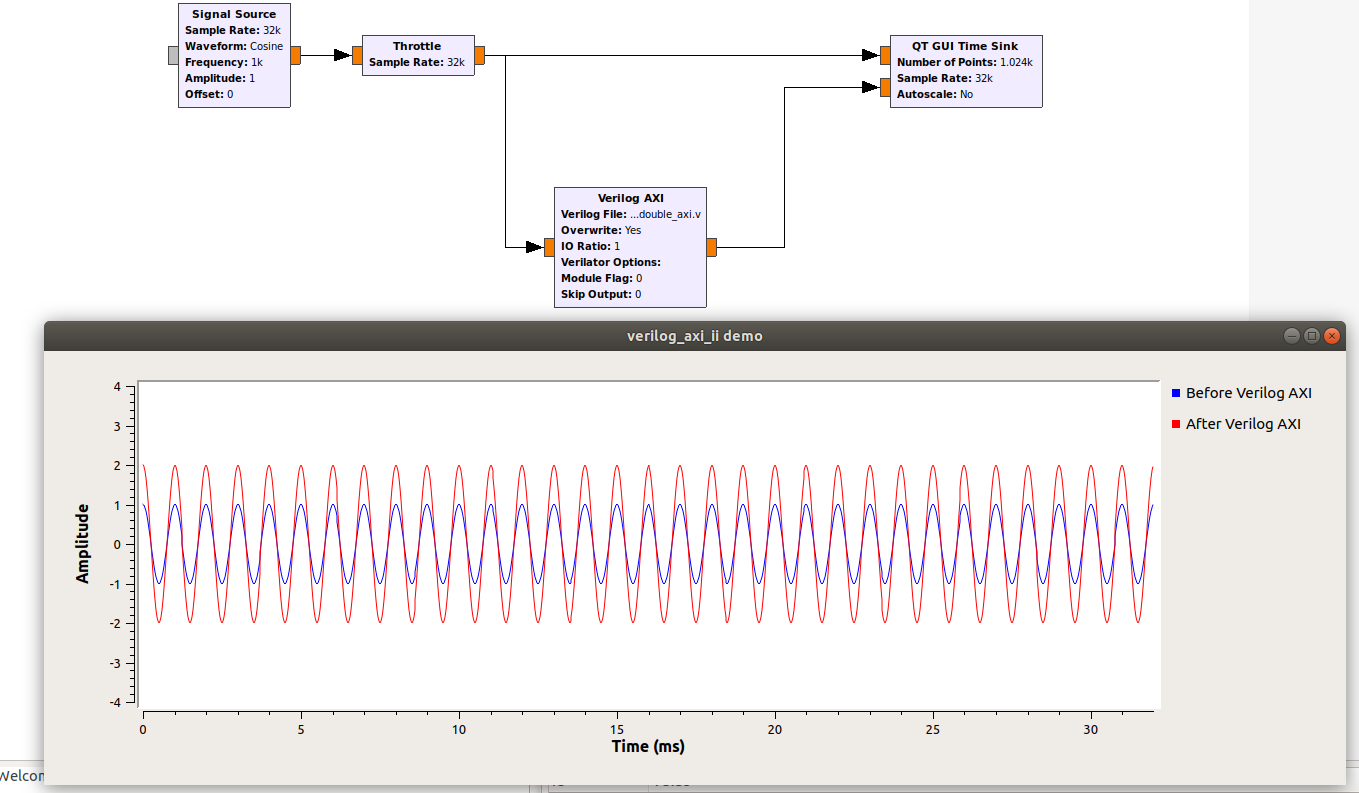 Signal Source
Sample Rate: 32k
Waveform: Cosine
Frequency: 1k
Amplitude: 1
Offset: 0
Throttle
Sample Rate: 32k
QT GUI Time Sink
Number of Points: 1.024k
Sample Rate: 32k
Autoscale: No
Verilog AXI
Verilog File: ...double_axi.v
Overwrite: Yes
IO Ratio: 1
Verilator Options:
Module Flag: 0
Skip Output: 0
verilog_axi_ii demo
Before Verilog AXI
After Verilog AXI
Amplitude
4
3
2
1
0
-1
-2
-3
-4
0 5 10 15 20 25 30
Time (ms)
Welcom